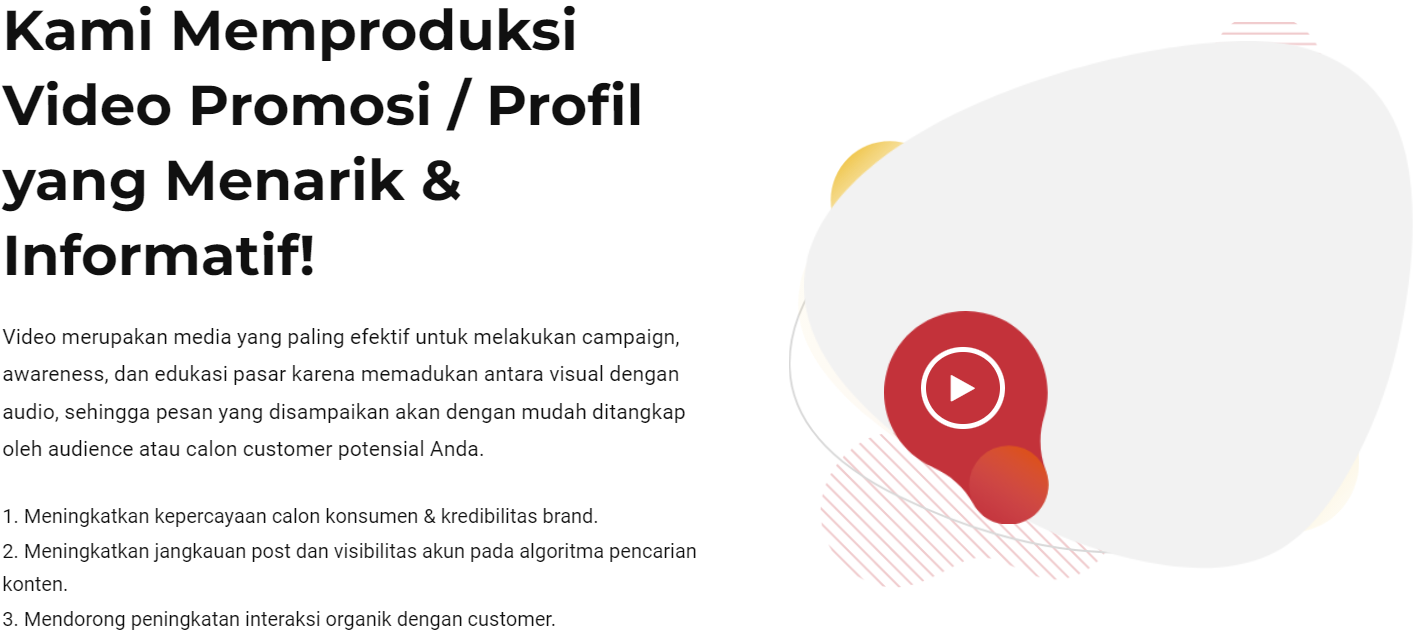 Kami Memproduksi
Video Promosi / Profil
yang Menarik &
Informatif!
Video merupakan media yang paling efektif untuk melakukan campaign,
awareness, dan edukasi pasar karena memadukan antara visual dengan
audio, sehingga pesan yang disampaikan akan dengan mudah ditangkap
oleh audience atau calon customer potensial Anda.
1. Meningkatkan kepercayaan calon konsumen & kredibilitas brand.
2. Meningkatkan jangkauan post dan visibilitas akun pada algoritma pencarian
konten.
3. Mendorong peningkatan interaksi organik dengan customer.